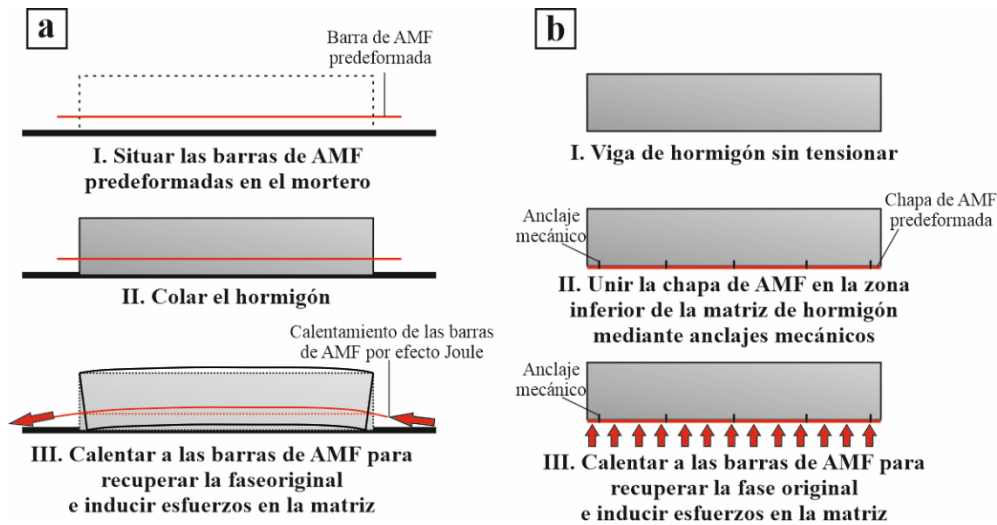 a
Barra de AMF
predeformada
I. Situar las barras de AMF
predeformadas en el mortero
II. Colar el hormigón
Calentamiento de las barras
de AMF por efecto Joule
III. Calentar a las barras de AMF para
recuperar la faseoriginal
e inducir esfuerzos en la matriz
b
I. Viga de hormigón sin tensionar
Anclaje
mecánico
Chapa de AMF
predeformada
II. Unir la chapa de AMF en la zona
inferior de la matriz de hormigón
mediante anclajes mecánicos
Anclaje
mecánico
III. Calentar a las barras de AMF para
recuperar la fase original
e inducir esfuerzos en la matriz